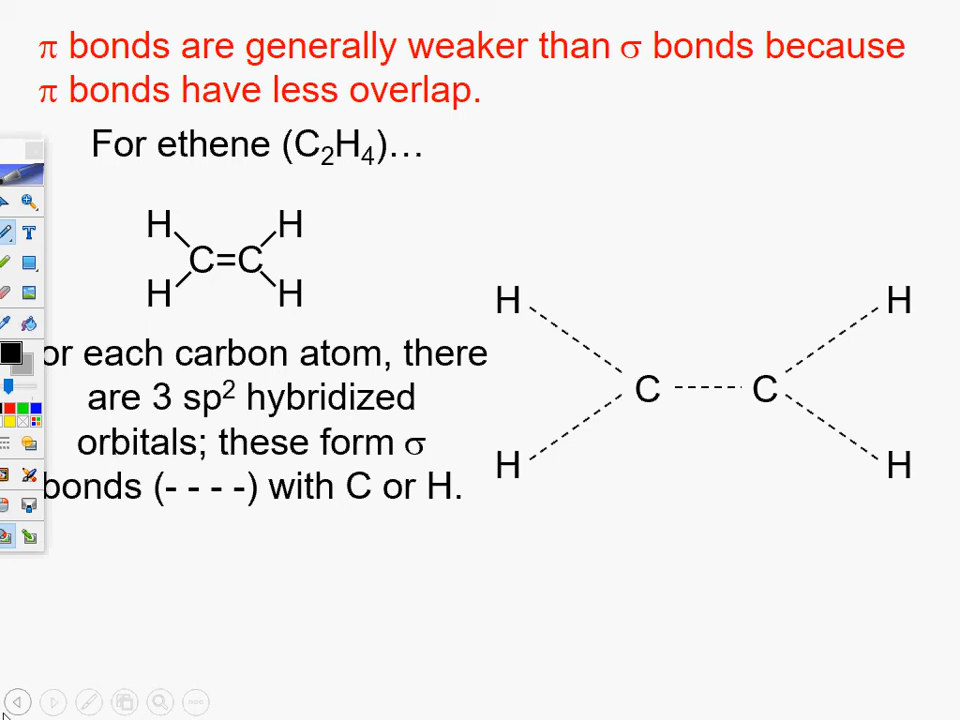 π bonds are generally weaker than σ bonds because
π bonds have less overlap.
For ethene (C₂H₄)…
H H
C=C
H H
or each carbon atom, there
are 3 sp² hybridized
orbitals; these form σ
bonds (- - - -) with C or H.
H H
C C
H H
T